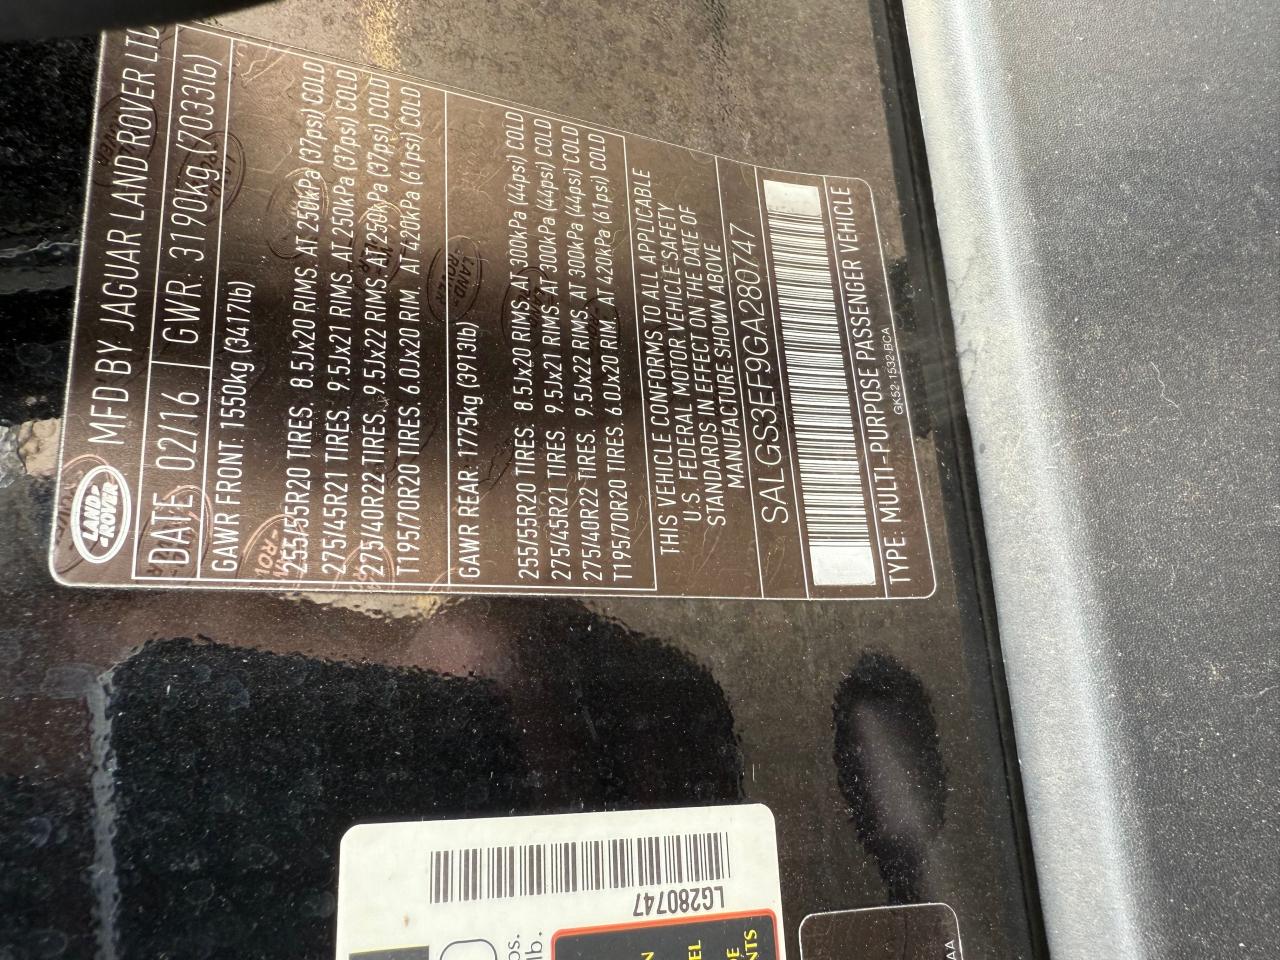 LAND-
-ROVER
MFD BY JAGUAR LAND ROVER LTD
DATE 02/16 GWR: 3190kg (7033lb)
GAWR FRONT: 1550kg (3417lb)
255/55R20 TIRES. 8.5Jx20 RIMS. AT 250kPa (37psi) COLD
275/45R21 TIRES. 9.5Jx21 RIMS. AT 250kPa (37psi) COLD
275/40R22 TIRES. 9.5Jx22 RIMS. AT 250kPa (37psi) COLD
T195/70R20 TIRES. 6.0Jx20 RIM. AT 420kPa (61psi) COLD
GAWR REAR: 1775kg (3913lb)
255/55R20 TIRES. 8.5Jx20 RIMS. AT 300kPa (44psi) COLD
275/45R21 TIRES. 9.5Jx21 RIMS. AT 300kPa (44psi) COLD
275/40R22 TIRES. 9.5Jx22 RIMS. AT 300kPa (44psi) COLD
T195/70R20 TIRES. 6.0Jx20 RIM. AT 420kPa (61psi) COLD
THIS VEHICLE CONFORMS TO ALL APPLICABLE
U.S. FEDERAL MOTOR VEHICLE SAFETY
STANDARDS IN EFFECT ON THE DATE OF
MANUFACTURE SHOWN ABOVE
SALGS3EF9GA280747
TYPE: MULTI-PURPOSE PASSENGER VEHICLE
GK52-1532-BCA
LG280747
lb.